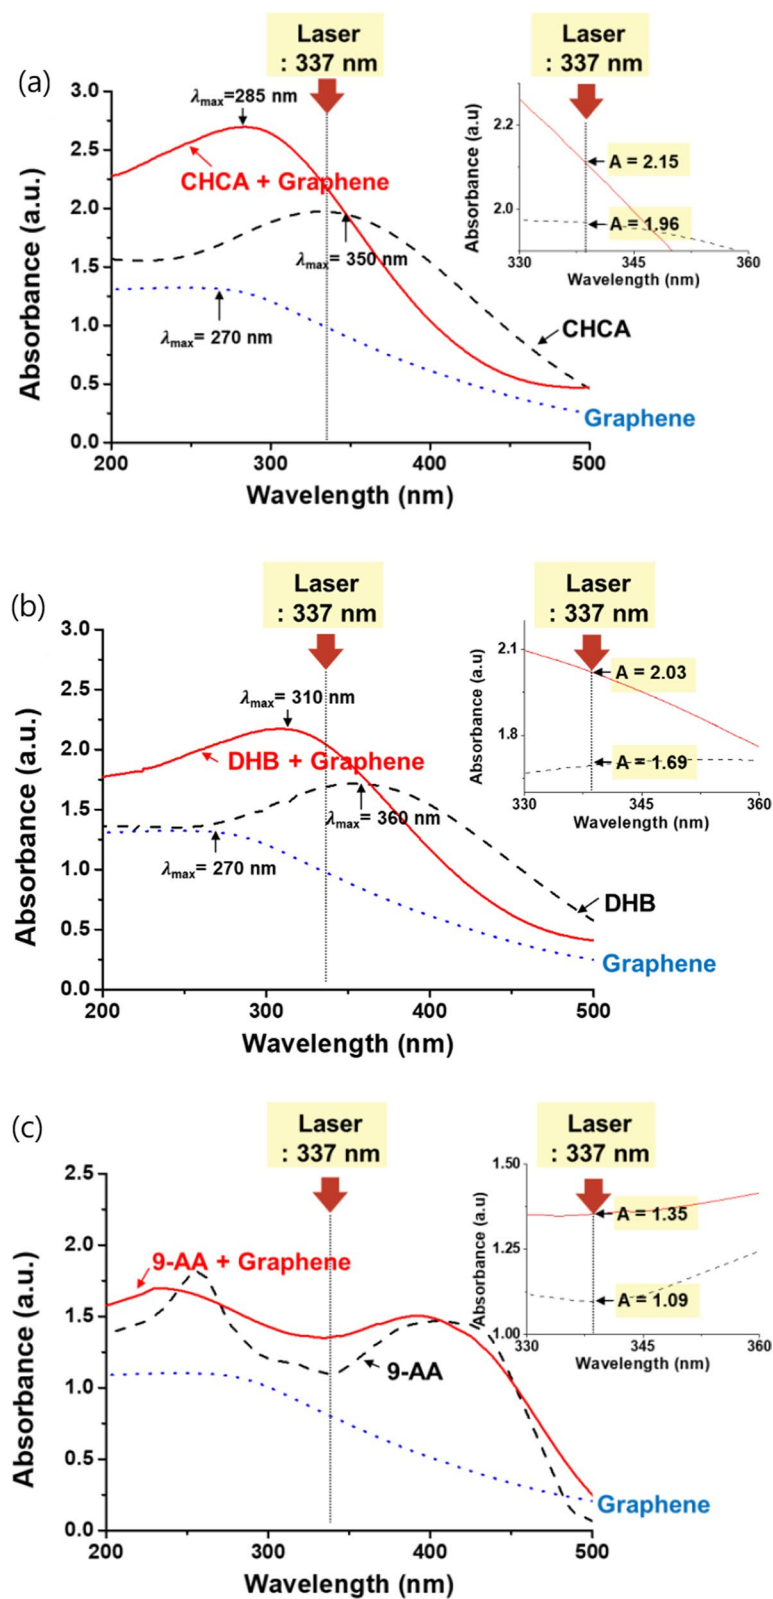 (a)
Laser
: 337 nm
Laser
: 337 nm
3.0
2.5
2.0
1.5
1.0
0.5
0.0
200
300
400
500
Absorbance (a.u.)
Wavelength (nm)
λmax=285 nm
CHCA + Graphene
λmax= 350 nm
λmax= 270 nm
CHCA
Graphene
2.2
2.0
330
345
360
Absorbance (a.u)
Wavelength (nm)
A = 2.15
A = 1.96
(b)
Laser
: 337 nm
Laser
: 337 nm
3.0
2.5
2.0
1.5
1.0
0.5
0.0
200
300
400
500
Absorbance (a.u.)
Wavelength (nm)
λmax= 310 nm
DHB + Graphene
λmax= 360 nm
λmax= 270 nm
DHB
Graphene
2.1
1.8
330
345
360
Absorbance (a.u)
Wavelength (nm)
A = 2.03
A = 1.69
(c)
Laser
: 337 nm
Laser
: 337 nm
2.5
2.0
1.5
1.0
0.5
0.0
200
300
400
500
Absorbance (a.u.)
Wavelength (nm)
9-AA + Graphene
9-AA
Graphene
1.50
1.25
1.00
330
345
360
Absorbance (a.u)
Wavelength (nm)
A = 1.35
A = 1.09